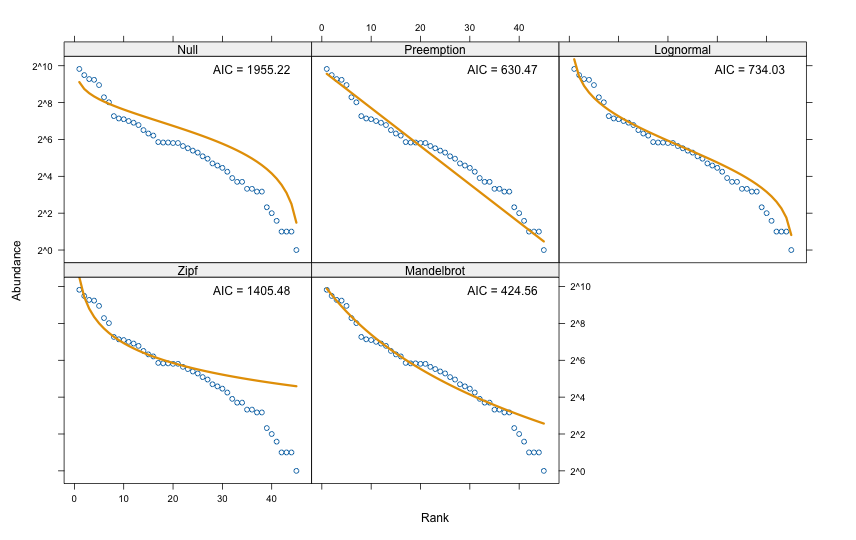 0 10 20 30 40
Null Preemption Lognormal
AIC = 1955.22 AIC = 630.47 AIC = 734.03
2^10
2^8
2^6
2^4
2^2
2^0
Abundance
Zipf Mandelbrot
AIC = 1405.48 AIC = 424.56
2^10
2^8
2^6
2^4
2^2
2^0
0 10 20 30 40
Rank